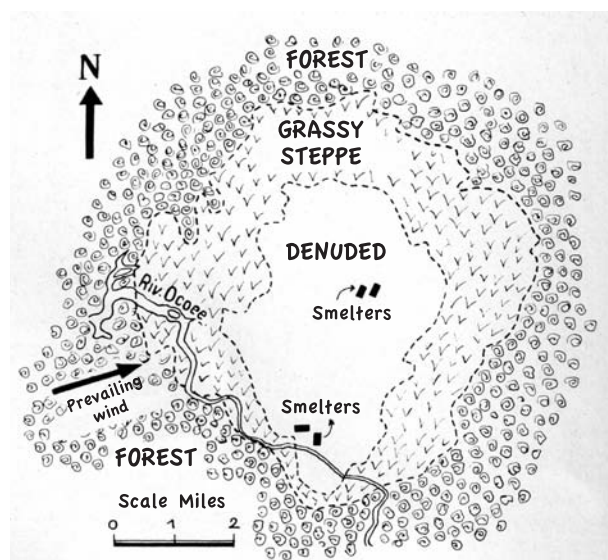 FOREST
N
GRASSY
STEPPE
DENUDED
Riv. Ocoee
Smelters
Prevailing
wind
Smelters
FOREST
Scale Miles
0 1 2